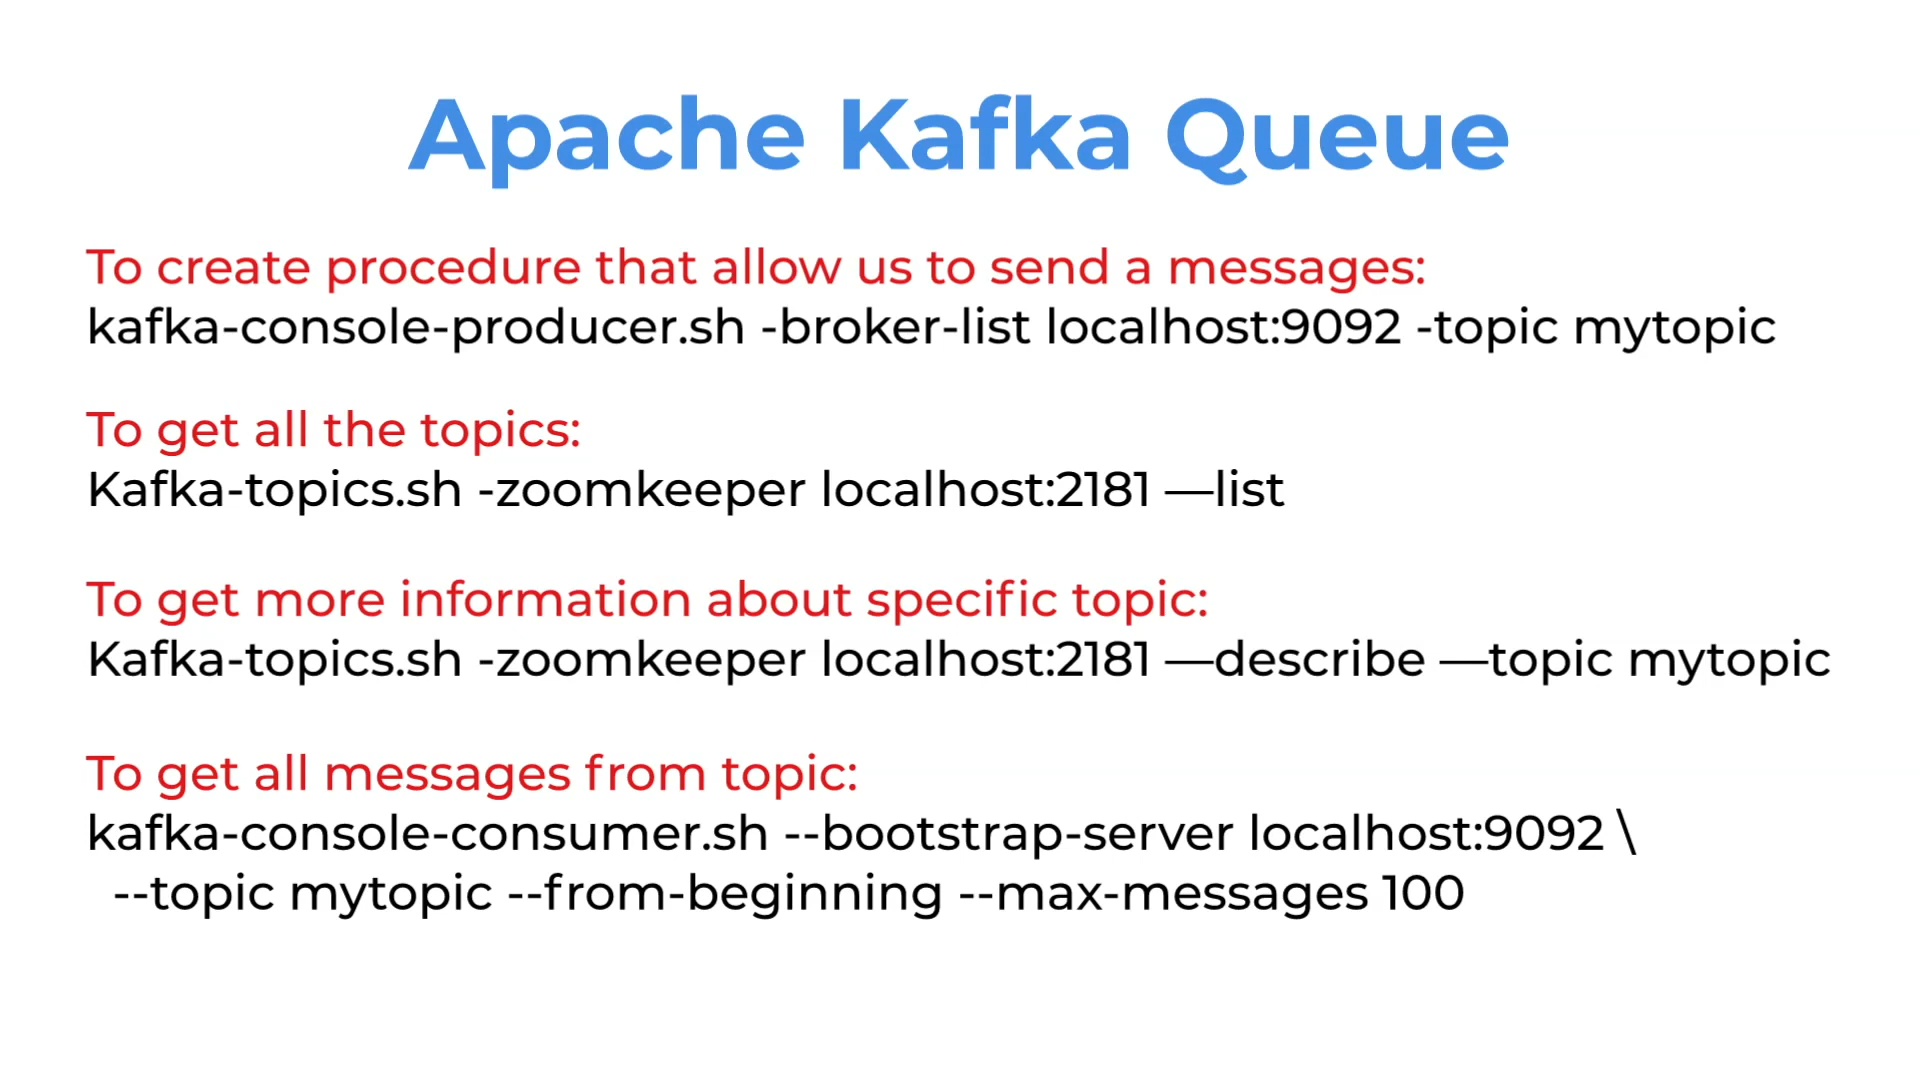 Apache Kafka Queue
To create procedure that allow us to send a messages:
kafka-console-producer.sh -broker-list localhost:9092 -topic mytopic
To get all the topics:
Kafka-topics.sh -zoomkeeper localhost:2181 —list
To get more information about specific topic:
Kafka-topics.sh -zoomkeeper localhost:2181 —describe —topic mytopic
To get all messages from topic:
kafka-console-consumer.sh --bootstrap-server localhost:9092 \
--topic mytopic --from-beginning --max-messages 100